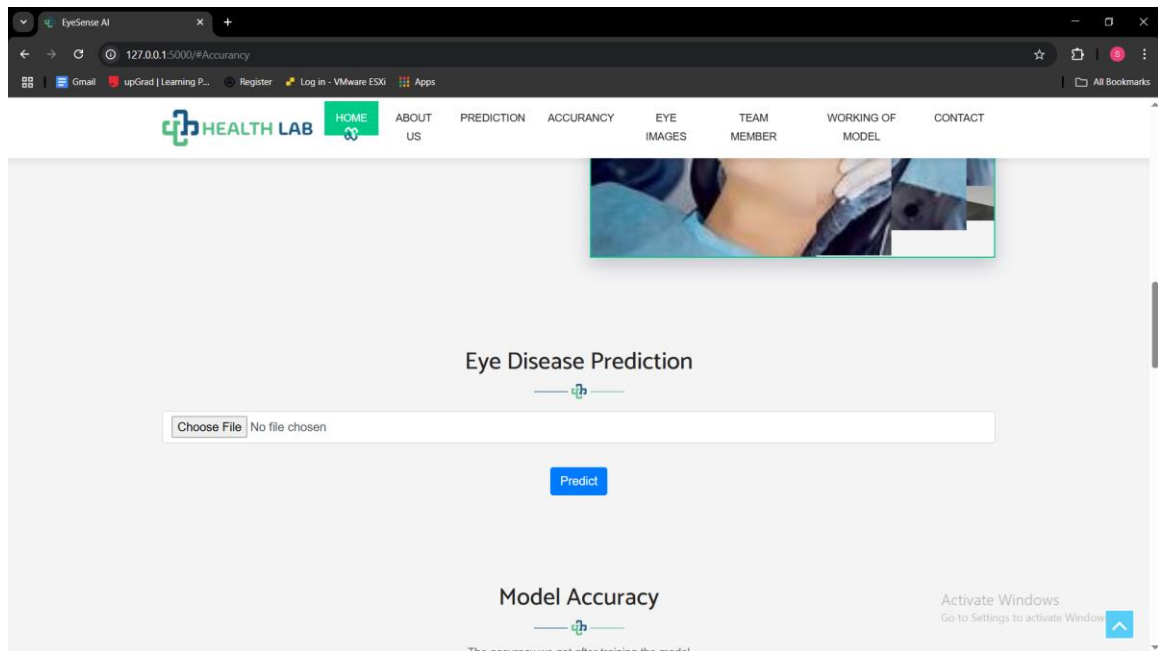 EyeSense AI
127.0.0.1:5000/#Accurancy
S
Gmail upGrad | Learning P... Register Log in - VMware ESXi Apps All Bookmarks
HEALTH LAB
HOME
ABOUT US
PREDICTION
ACCURANCY
EYE IMAGES
TEAM MEMBER
WORKING OF MODEL
CONTACT
Eye Disease Prediction
Choose File No file chosen
Predict
Model Accuracy
Activate Windows
Go to Settings to activate Window